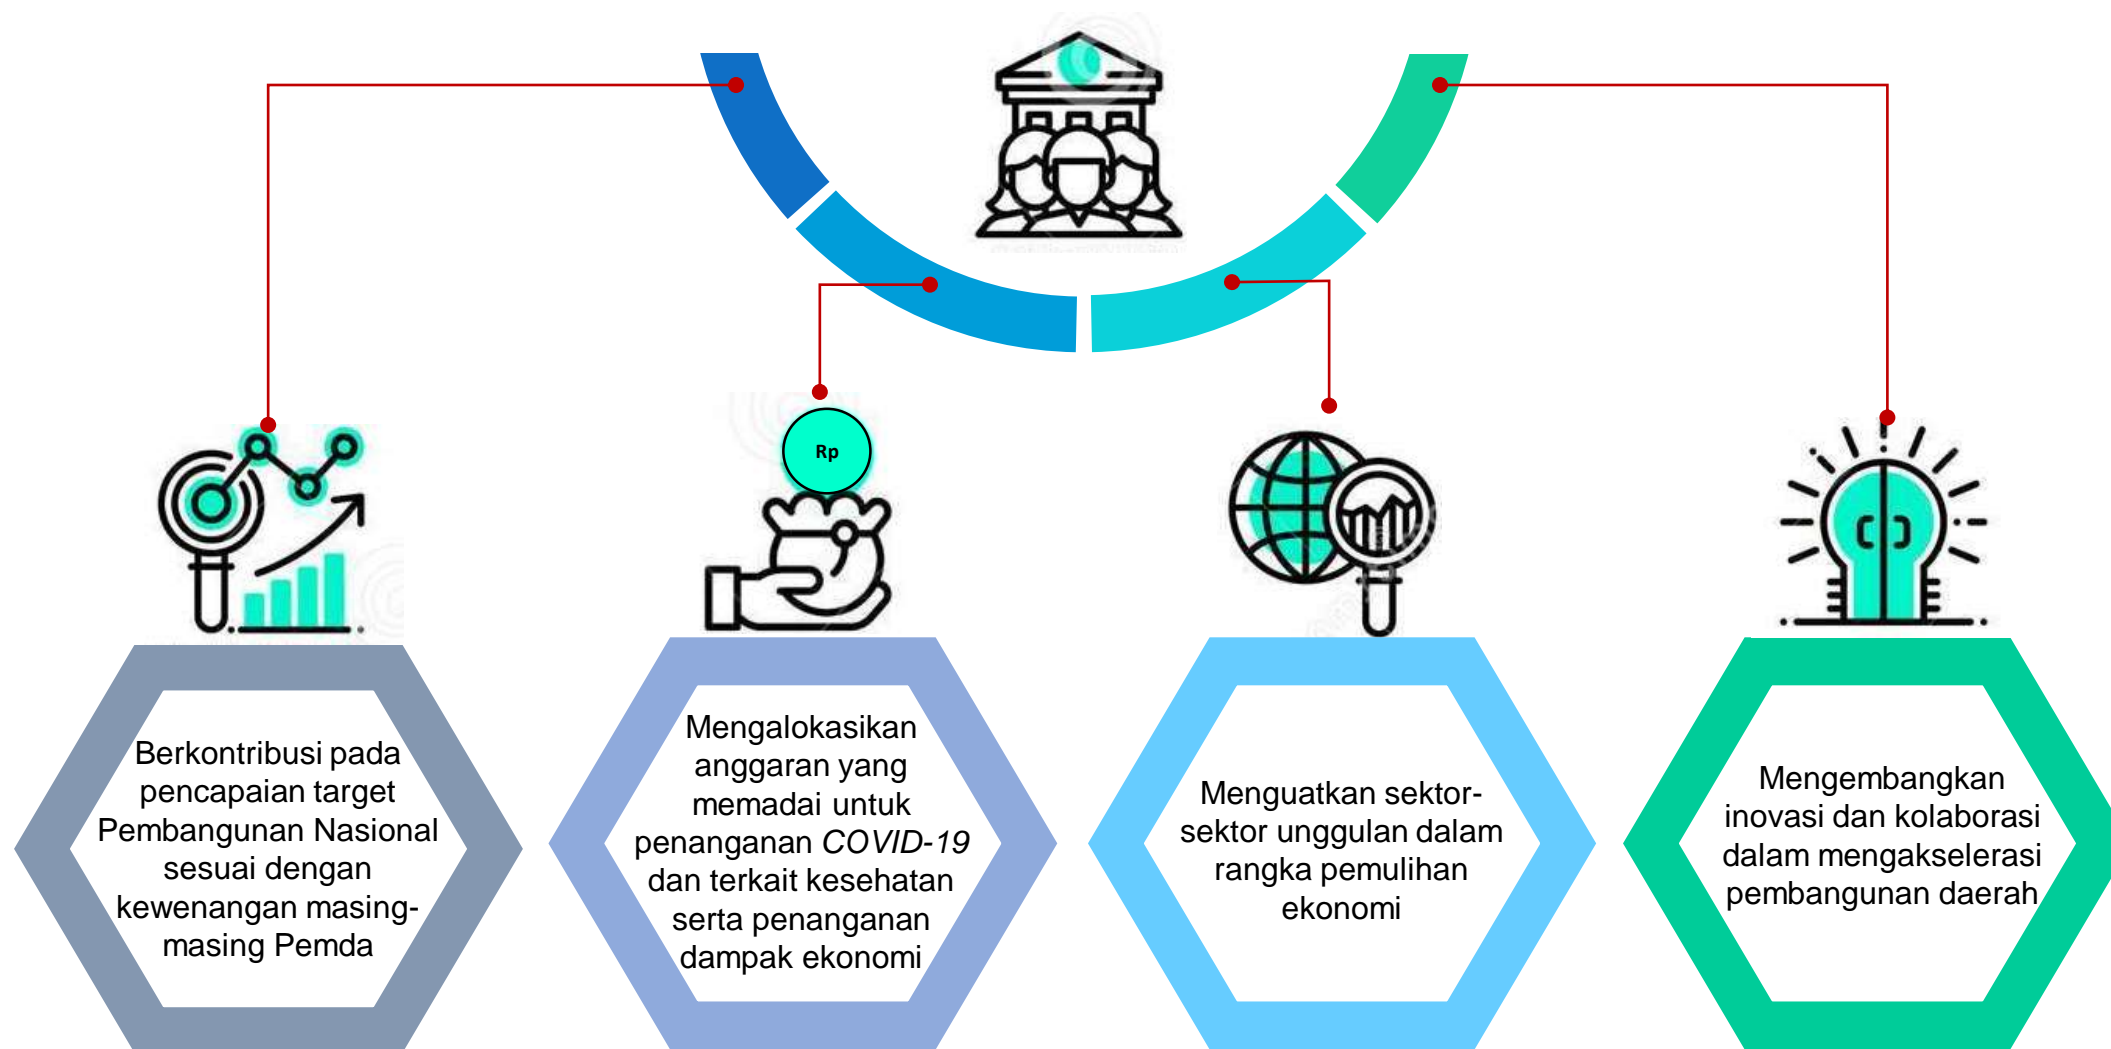 Rp
Berkontribusi pada
pencapaian target
Pembangunan Nasional
sesuai dengan
kewenangan masing-
masing Pemda
Mengalokasikan
anggaran yang
memadai untuk
penanganan COVID-19
dan terkait kesehatan
serta penanganan
dampak ekonomi
Menguatkan sektor-
sektor unggulan dalam
rangka pemulihan
ekonomi
Mengembangkan
inovasi dan kolaborasi
dalam mengakselerasi
pembangunan daerah